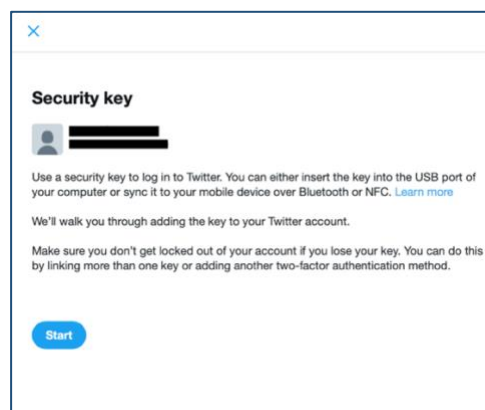 Security key
Use a security key to log in to Twitter. You can either insert the key into the USB port of
your computer or sync it to your mobile device over Bluetooth or NFC. Learn more
We'll walk you through adding the key to your Twitter account.
Make sure you don't get locked out of your account if you lose your key. You can do this
by linking more than one key or adding another two-factor authentication method.
Start